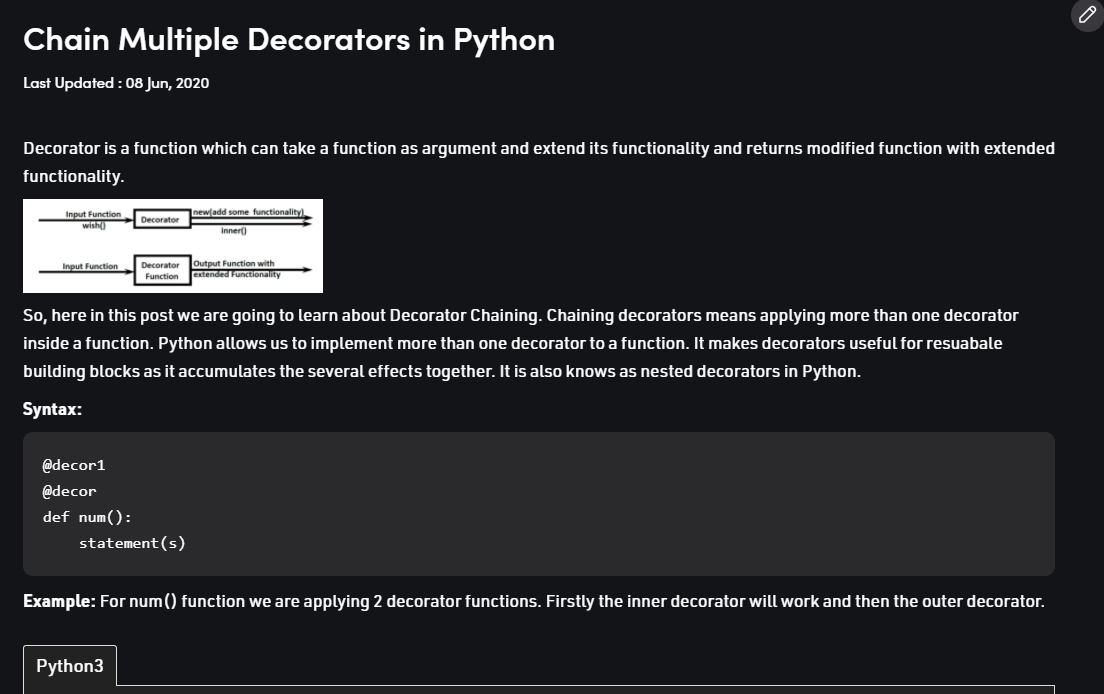 Chain Multiple Decorators in Python
Last Updated : 08 Jun, 2020
Decorator is a function which can take a function as argument and extend its functionality and returns modified function with extended
functionality.
Input Function
wish()
Decorator
new(add some functionality)
inner()
Input Function
Decorator
Function
Output Function with
extended Functionality
So, here in this post we are going to learn about Decorator Chaining. Chaining decorators means applying more than one decorator
inside a function. Python allows us to implement more than one decorator to a function. It makes decorators useful for resuabale
building blocks as it accumulates the several effects together. It is also knows as nested decorators in Python.
Syntax:
@decor1
@decor
def num():
    statement(s)
Example: For num() function we are applying 2 decorator functions. Firstly the inner decorator will work and then the outer decorator.
Python3